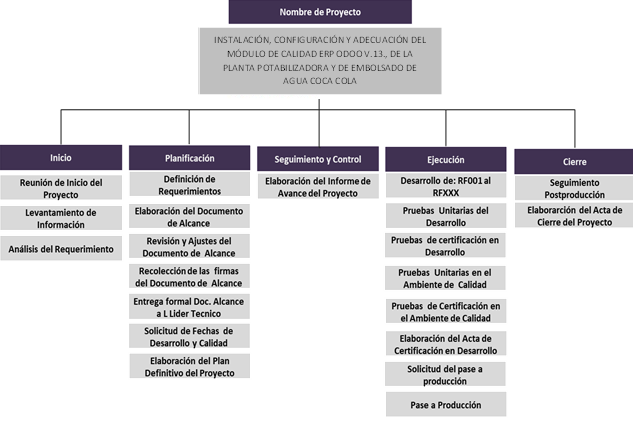 Nombre de Proyecto
INSTALACIÓN, CONFIGURACIÓN Y ADECUACIÓN DEL
MÓDULO DE CALIDAD ERP ODOO V.13., DE LA
PLANTA POTABILIZADORA Y DE EMBOLSADO DE
AGUA COCA COLA
Inicio
Reunión de Inicio del
Proyecto
Levantamiento de
Información
Análisis del Requerimiento
Planificación
Definición de
Requerimientos
Elaboración del Documento
de Alcance
Revisión y Ajustes del
Documento de Alcance
Recolección de las firmas
del Documento de Alcance
Entrega formal Doc. Alcance
a L Lider Tecnico
Solicitud de Fechas de
Desarrollo y Calidad
Elaboración del Plan
Definitivo del Proyecto
Seguimiento y Control
Elaboración del Informe de
Avance del Proyecto
Ejecución
Desarrollo de: RF001 al
RFXXX
Pruebas Unitarias del
Desarrollo
Pruebas de certificación en
Desarrollo
Pruebas Unitarias en el
Ambiente de Calidad
Pruebas de Certificación en
el Ambiente de Calidad
Elaboración del Acta de
Certificación en Desarrollo
Solicitud del pase a
producción
Pase a Producción
Cierre
Seguimiento
Postproducción
Elaborarción del Acta de
Cierre del Proyecto